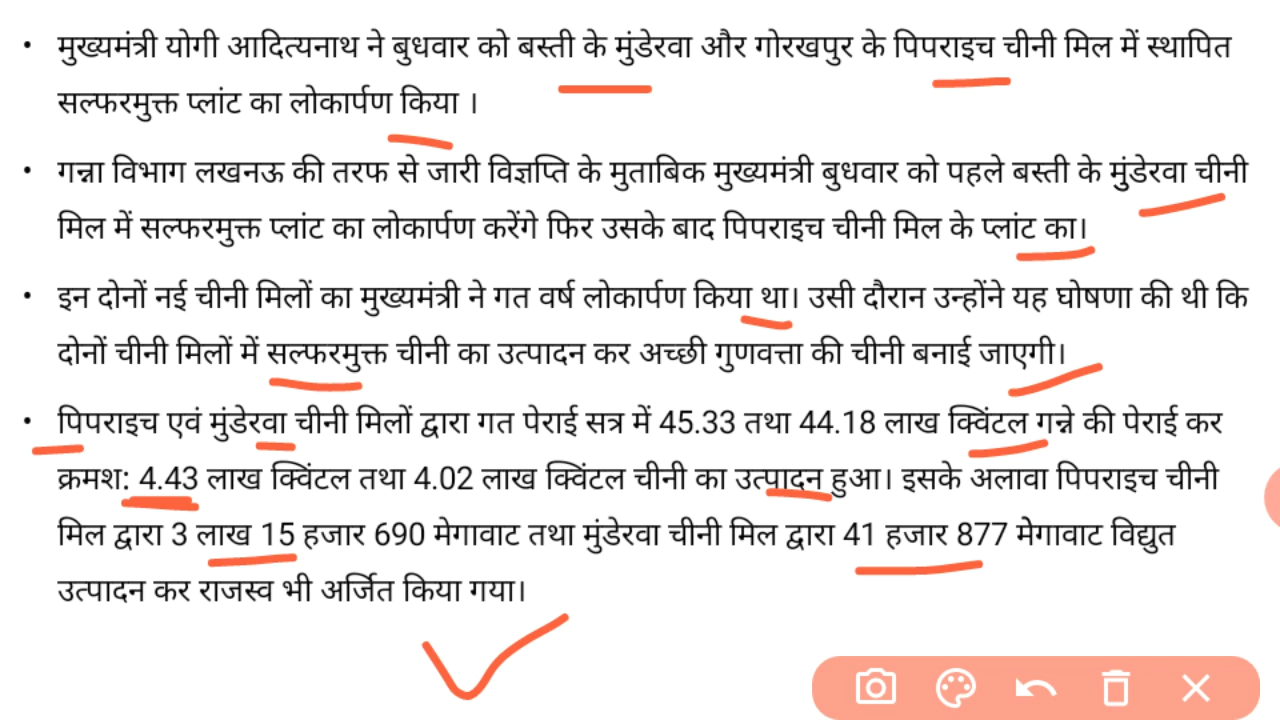 • मुख्यमंत्री योगी आदित्यनाथ ने बुधवार को बस्ती के मुंडेरवा और गोरखपुर के पिपराइच चीनी मिल में स्थापित
सल्फरमुक्त प्लांट का लोकार्पण किया ।
• गन्ना विभाग लखनऊ की तरफ से जारी विज्ञप्ति के मुताबिक मुख्यमंत्री बुधवार को पहले बस्ती के मुंडेरवा चीनी
मिल में सल्फरमुक्त प्लांट का लोकार्पण करेंगे फिर उसके बाद पिपराइच चीनी मिल के प्लांट का।
• इन दोनों नई चीनी मिलों का मुख्यमंत्री ने गत वर्ष लोकार्पण किया था। उसी दौरान उन्होंने यह घोषणा की थी कि
दोनों चीनी मिलों में सल्फरमुक्त चीनी का उत्पादन कर अच्छी गुणवत्ता की चीनी बनाई जाएगी।
• पिपराइच एवं मुंडेरवा चीनी मिलों द्वारा गत पेराई सत्र में 45.33 तथा 44.18 लाख क्विंटल गन्ने की पेराई कर
क्रमश: 4.43 लाख क्विंटल तथा 4.02 लाख क्विंटल चीनी का उत्पादन हुआ। इसके अलावा पिपराइच चीनी
मिल द्वारा 3 लाख 15 हजार 690 मेगावाट तथा मुंडेरवा चीनी मिल द्वारा 41 हजार 877 मेगावाट विद्युत
उत्पादन कर राजस्व भी अर्जित किया गया।